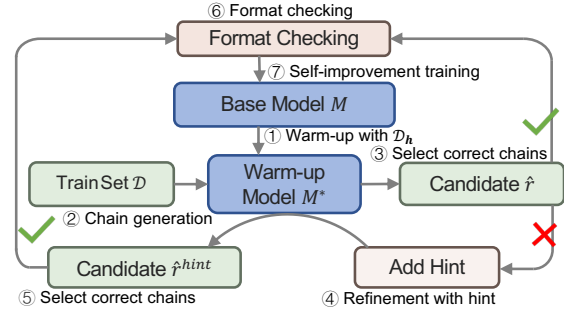 ⑥ Format checking
Format Checking
⑦ Self-improvement training
Base Model M
① Warm-up with 𝒟ₕ
③ Select correct chains
Train Set 𝒟
Warm-up
Model M*
Candidate r̂
② Chain generation
Candidate r̂ʰⁱⁿᵗ
Add Hint
⑤ Select correct chains
④ Refinement with hint